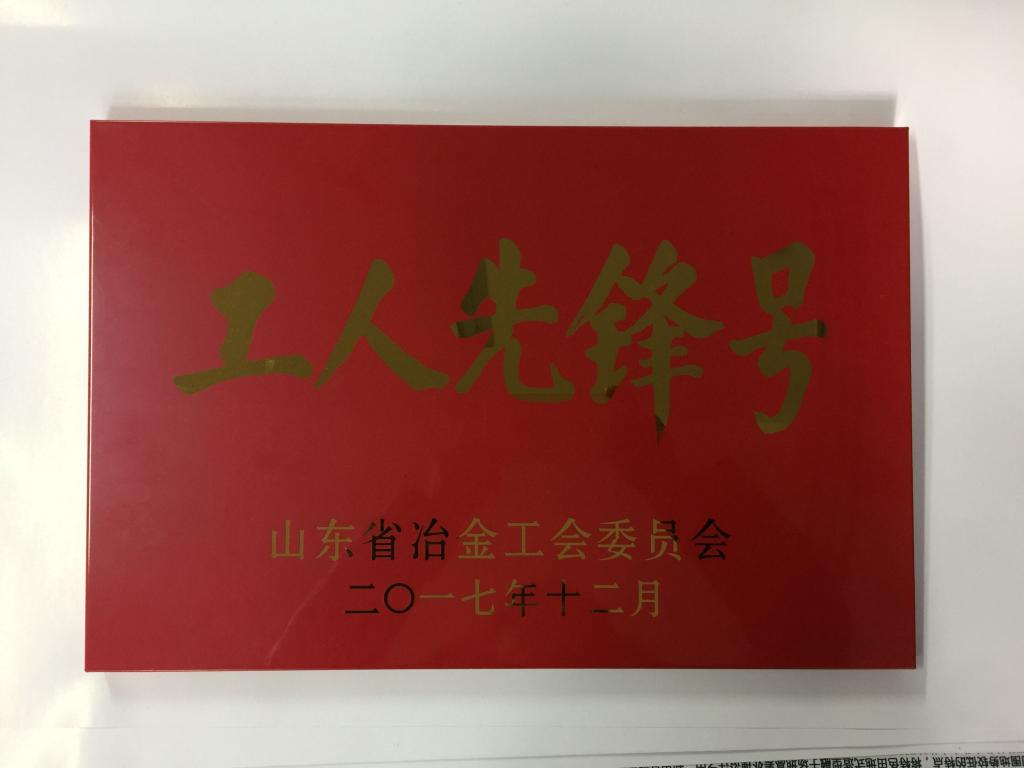 工人先锋号
山东省冶金工会委员会
二〇一七年十二月